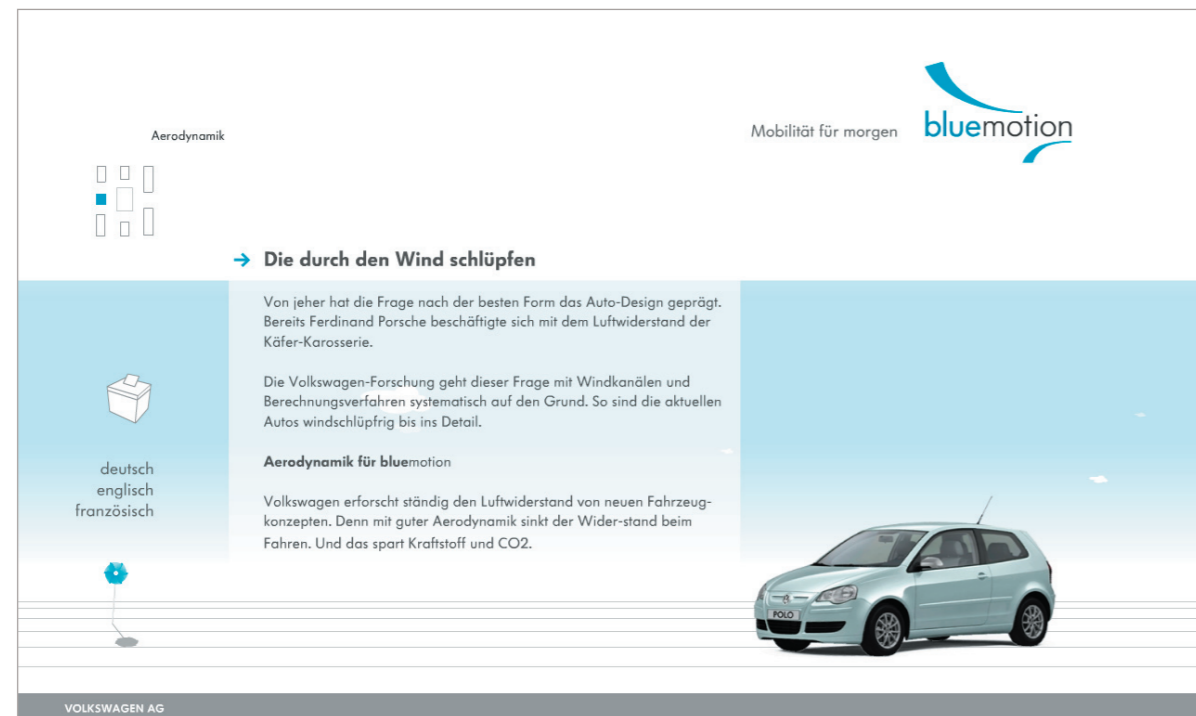 Aerodynamik
Mobilität für morgen
bluemotion
→ Die durch den Wind schlüpfen
Von jeher hat die Frage nach der besten Form das Auto-Design geprägt.
Bereits Ferdinand Porsche beschäftigte sich mit dem Luftwiderstand der
Käfer-Karosserie.
Die Volkswagen-Forschung geht dieser Frage mit Windkanälen und
Berechnungsverfahren systematisch auf den Grund. So sind die aktuellen
Autos windschlüpfrig bis ins Detail.
Aerodynamik für bluemotion
Volkswagen erforscht ständig den Luftwiderstand von neuen Fahrzeug-
konzepten. Denn mit guter Aerodynamik sinkt der Wider-stand beim
Fahren. Und das spart Kraftstoff und CO2.
deutsch
englisch
französisch
POLO
VOLKSWAGEN AG